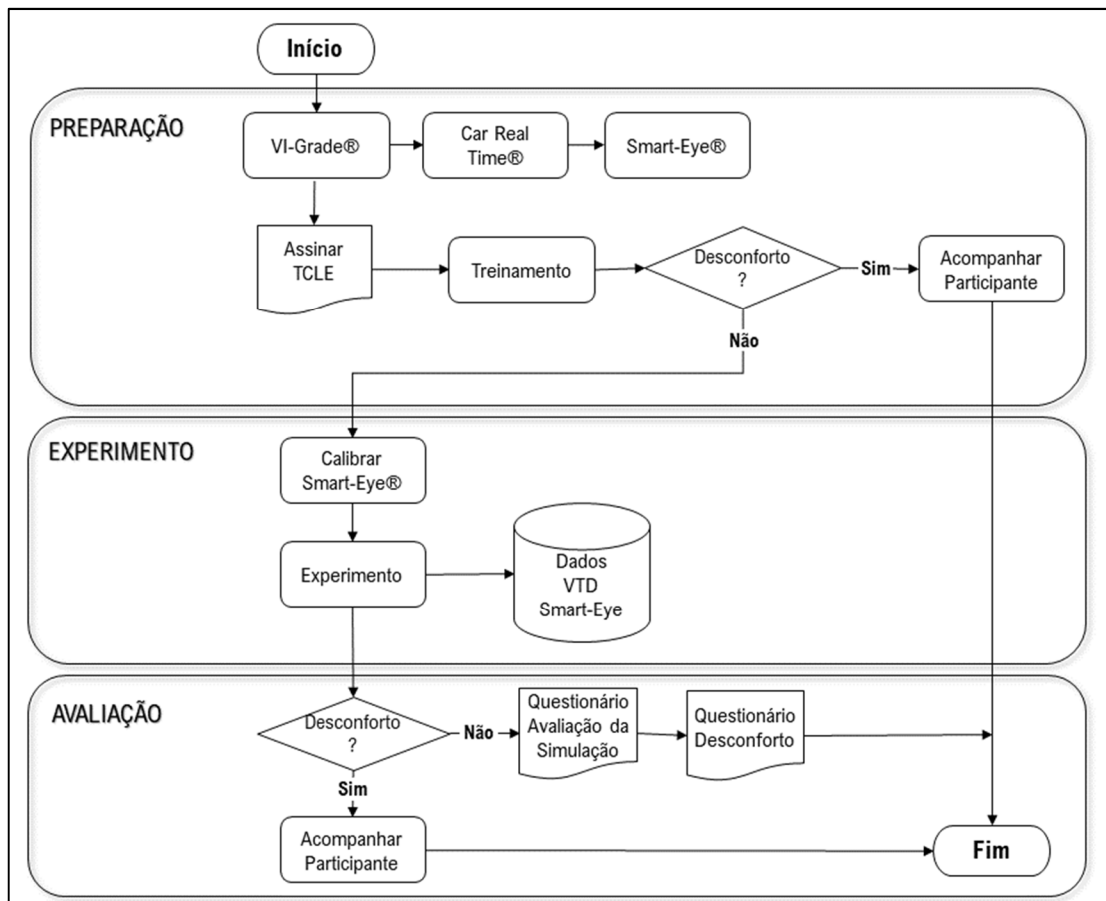 Início
PREPARAÇÃO
VI-Grade®
Car Real
Time®
Smart-Eye®
Assinar
TCLE
Treinamento
Desconforto
?
Sim
Acompanhar
Participante
Não
EXPERIMENTO
Calibrar
Smart-Eye®
Experimento
Dados
VTD
Smart-Eye
AVALIAÇÃO
Desconforto
?
Não
Questionário
Avaliação da
Simulação
Questionário
Desconforto
Sim
Acompanhar
Participante
Fim